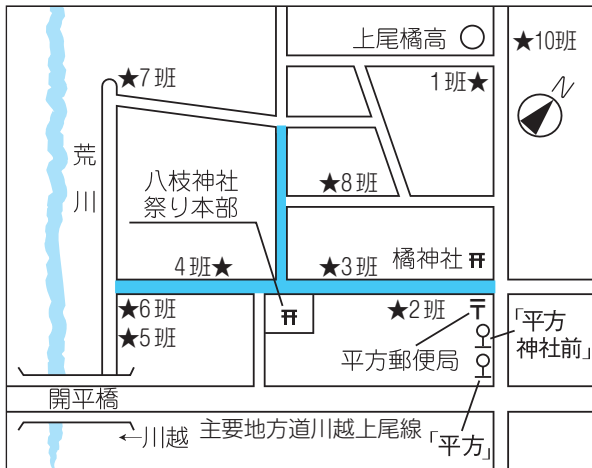 上尾橘高
★10班
★7班
1班★
N
荒川
八枝神社
祭り本部
★8班
4班★
★3班
橘神社
★6班
★5班
★2班
〒
「平方
神社前」
平方郵便局
開平橋
←川越
主要地方道川越上尾線
「平方」